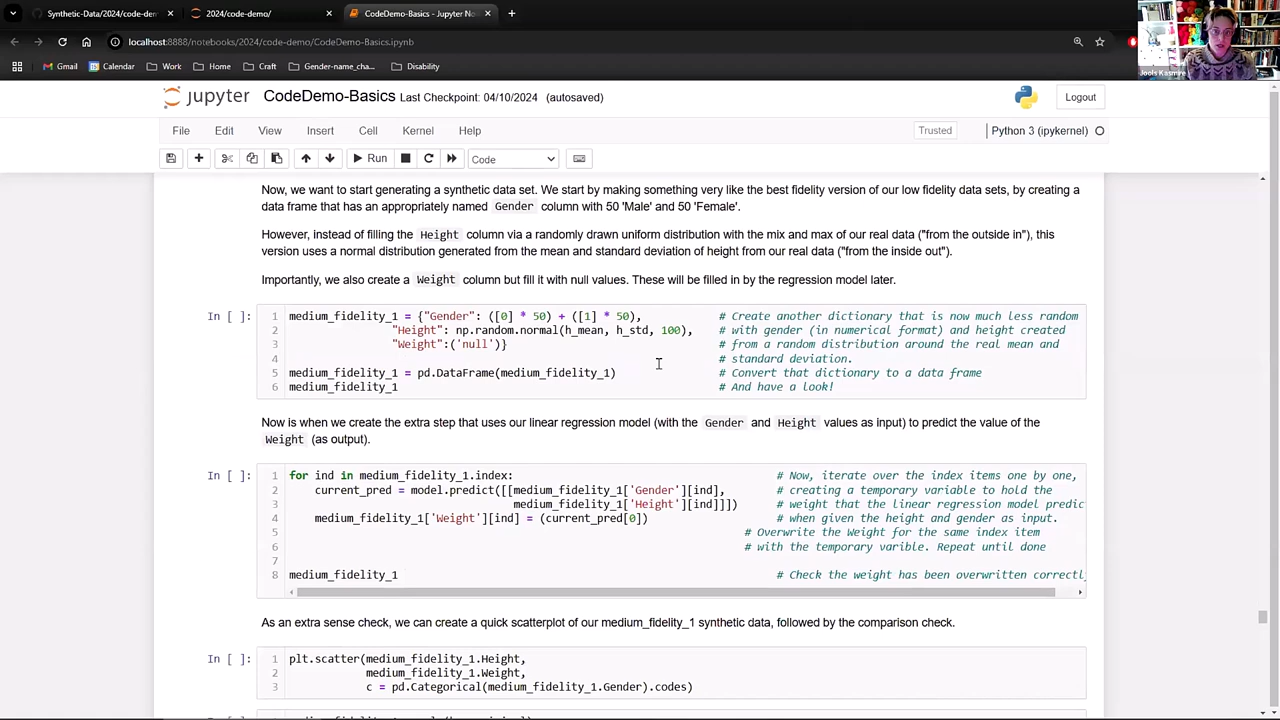 Synthetic-Data/2024/code-dem
2024/code-demo/
CodeDemo-Basics - Jupyter No
localhost:8888/notebooks/2024/code-demo/CodeDemo-Basics.ipynb
Gmail
Calendar
Work
Home
Craft
Gender-name_cha...
Disability
Jools Kasmire
jupyter CodeDemo-Basics Last Checkpoint: 04/10/2024 (autosaved)
Logout
File Edit View Insert Cell Kernel Help
Trusted
Python 3 (ipykernel)
Run
Code
Now, we want to start generating a synthetic data set. We start by making something very like the best fidelity version of our low fidelity data sets, by creating a
data frame that has an appropriately named Gender column with 50 'Male' and 50 'Female'.
However, instead of filling the Height column via a randomly drawn uniform distribution with the mix and max of our real data ("from the outside in"), this
version uses a normal distribution generated from the mean and standard deviation of height from our real data ("from the inside out").
Importantly, we also create a Weight column but fill it with null values. These will be filled in by the regression model later.
In [ ]:
1 medium_fidelity_1 = {"Gender": ([0] * 50) + ([1] * 50), # Create another dictionary that is now much less random
2 "Height": np.random.normal(h_mean, h_std, 100), # with gender (in numerical format) and height created
3 "Weight":('null')} # from a random distribution around the real mean and
4 # standard deviation.
5 medium_fidelity_1 = pd.DataFrame(medium_fidelity_1) # Convert that dictionary to a data frame
6 medium_fidelity_1 # And have a look!
Now is when we create the extra step that uses our linear regression model (with the Gender and Height values as input) to predict the value of the
Weight (as output).
In [ ]:
1 for ind in medium_fidelity_1.index: # Now, iterate over the index items one by one,
2 current_pred = model.predict([[medium_fidelity_1['Gender'][ind], # creating a temporary variable to hold the
3 medium_fidelity_1['Height'][ind]]]) # weight that the linear regression model predic
4 medium_fidelity_1['Weight'][ind] = (current_pred[0]) # when given the height and gender as input.
5 # Overwrite the Weight for the same index item
6 # with the temporary varible. Repeat until done
7
8 medium_fidelity_1 # Check the weight has been overwritten correctly
As an extra sense check, we can create a quick scatterplot of our medium_fidelity_1 synthetic data, followed by the comparison check.
In [ ]:
1 plt.scatter(medium_fidelity_1.Height,
2 medium_fidelity_1.Weight,
3 c = pd.Categorical(medium_fidelity_1.Gender).codes)